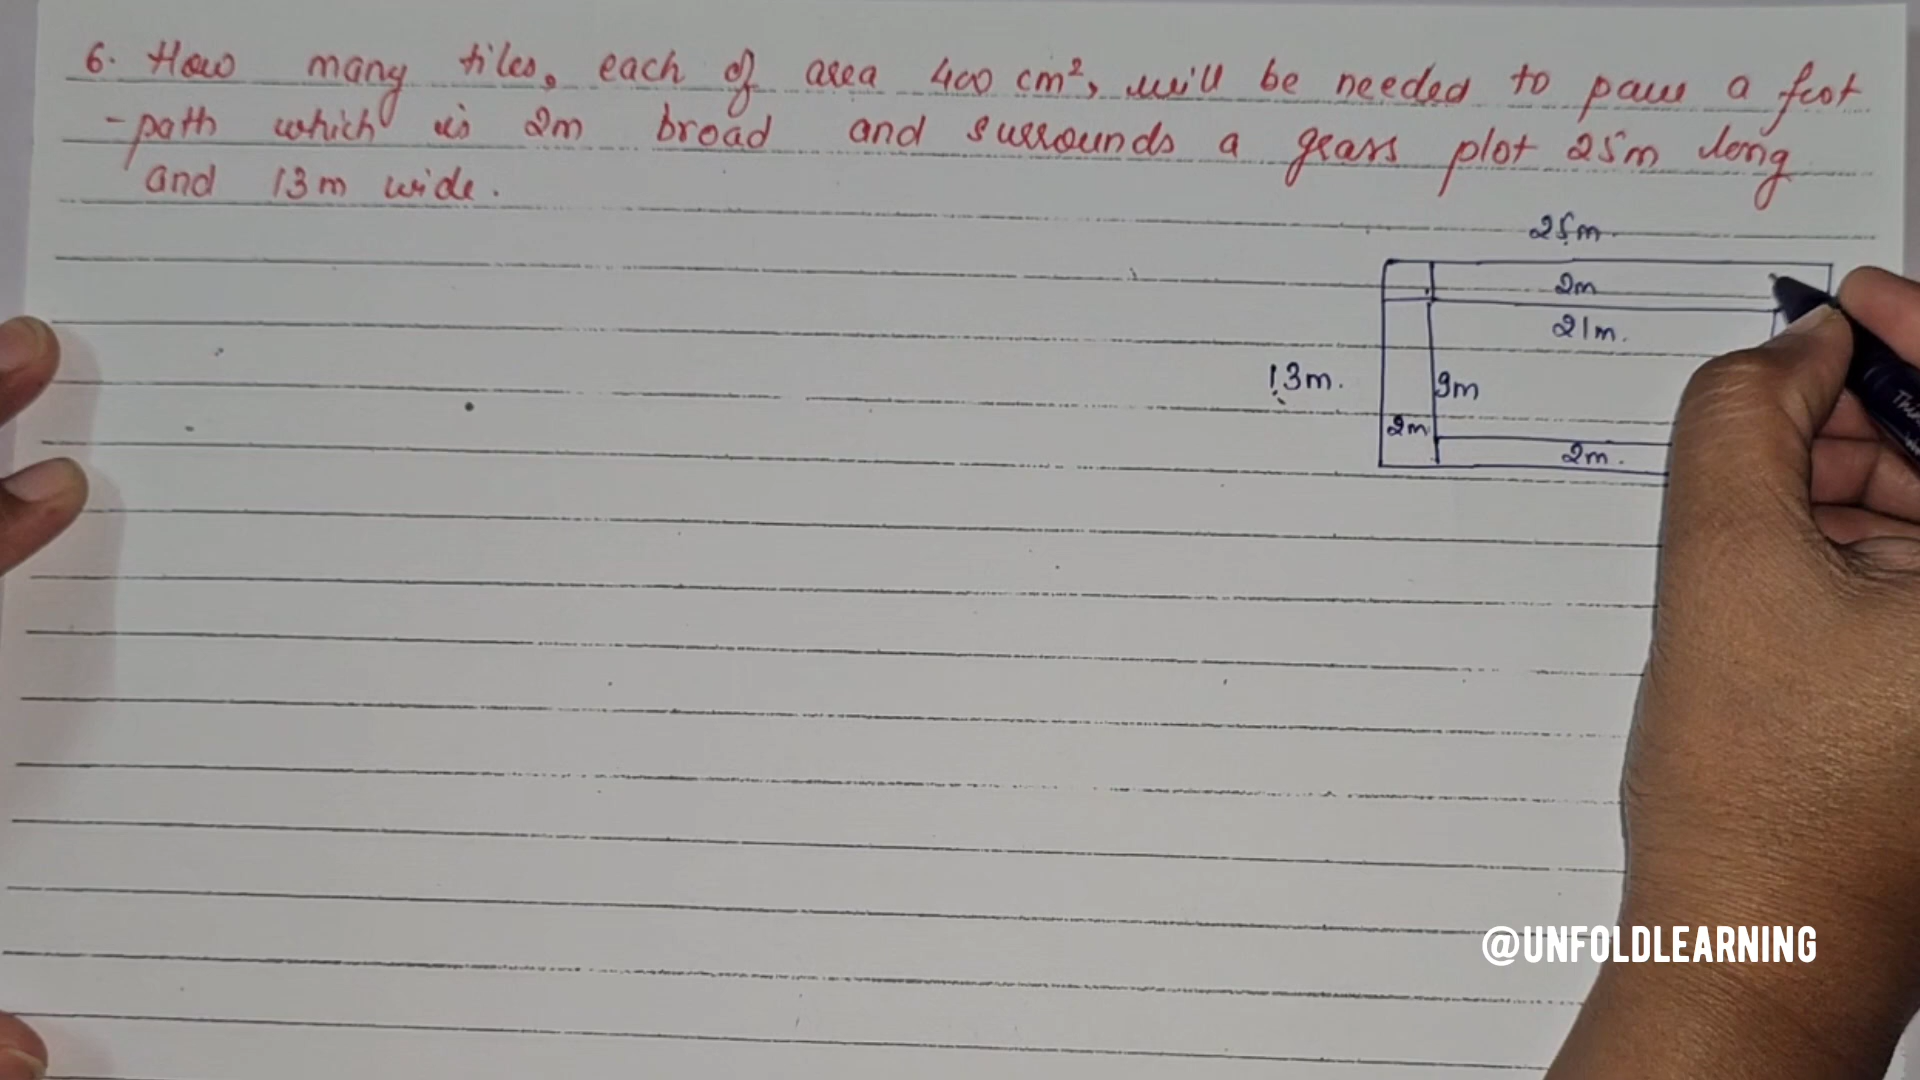 6. How many tiles, each of area 400 cm², will be needed to pave a foot
-path which is 2m broad and surrounds a grass plot 25m long
and 13m wide.
25m
2m
21m.
13m.
9m
2m
2m.
@UNFOLDLEARNING